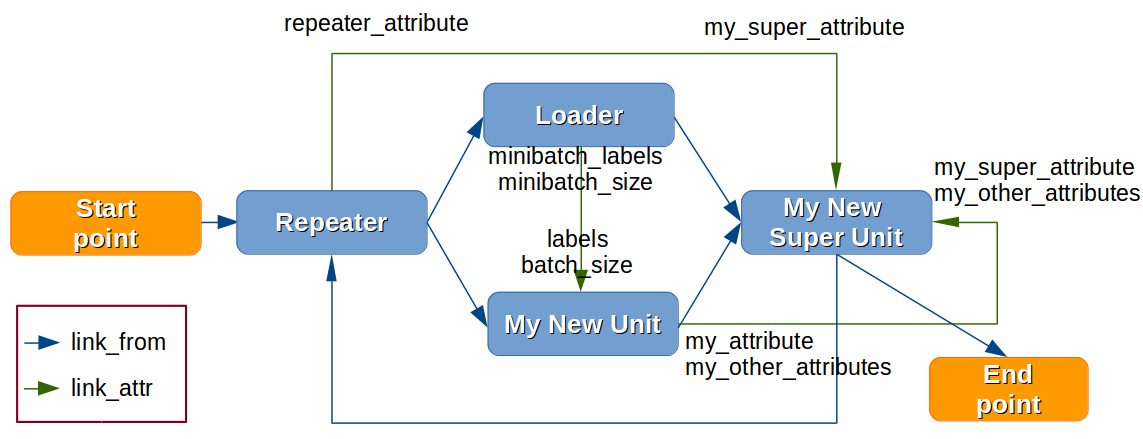 repeater_attribute
my_super_attribute
Loader
minibatch_labels
minibatch_size
my_super_attribute
my_other_attributes
Start
point
Repeater
My New
Super Unit
labels
batch_size
My New Unit
my_attribute
my_other_attributes
link_from
link_attr
End
point